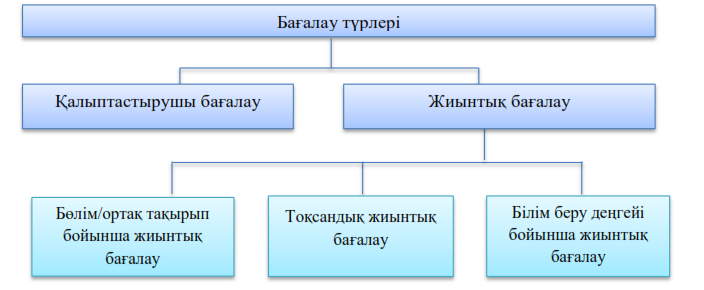 Бағалау түрлері
Қалыптастырушы бағалау
Жиынтық бағалау
Бөлім/ортақ тақырып
бойынша жиынтық
бағалау
Тоқсандық жиынтық
бағалау
Білім беру деңгейі
бойынша жиынтық
бағалау